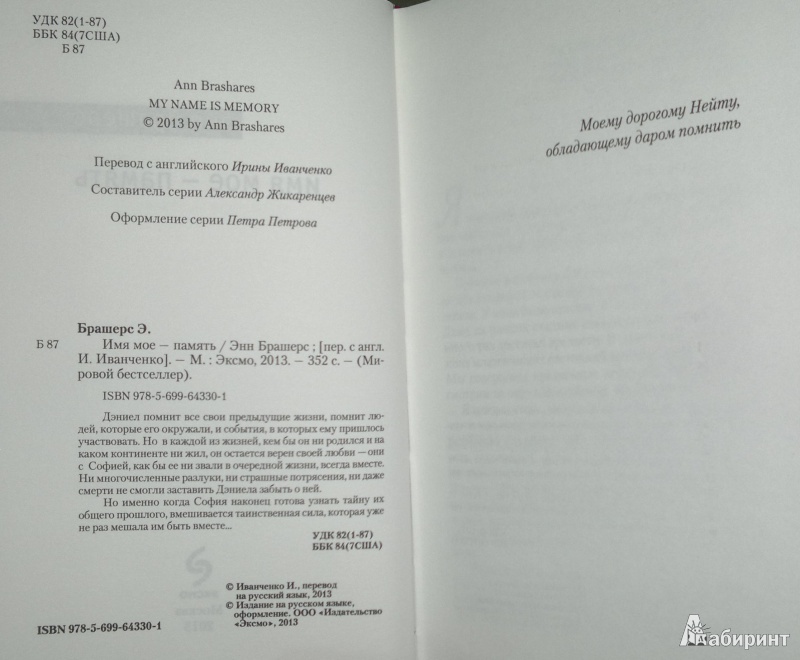 УДК 82(1-87)
ББК 84(7США)
Б 87
Ann Brashares
MY NAME IS MEMORY
© 2013 by Ann Brashares
Перевод с английского Ирины Иванченко
Составитель серии Александр Жикаренцев
Оформление серии Петра Петрова
Брашерс Э.
Б 87 Имя мое — память / Энн Брашерс ; [пер. с англ.
И. Иванченко]. — М. : Эксмо, 2013. — 352 с. — (Ми-
ровой бестселлер).
ISBN 978-5-699-64330-1
Дэниел помнит все свои предыдущие жизни, помнит лю-
дей, которые его окружали, и события, в которых ему пришлось
участвовать. Но в каждой из жизней, кем бы он ни родился и на
каком континенте ни жил, он остается верен своей любви — они
с Софией, как бы ее ни звали в очередной жизни, всегда вместе.
Ни многочисленные разлуки, ни страшные потрясения, ни даже
смерти не смогли заставить Дэниела забыть о ней.
Но именно когда София наконец готова узнать тайну их
общего прошлого, вмешивается таинственная сила, которая уже
не раз мешала им быть вместе...
УДК 82(1-87)
ББК 84(7США)
© Иванченко И., перевод
на русский язык, 2013
© Издание на русском языке,
оформление. ООО «Издательство
«Эксмо», 2013
ISBN 978-5-699-64330-1
Моему дорогому Нейту,
обладающему даром помнить
Лабиринт